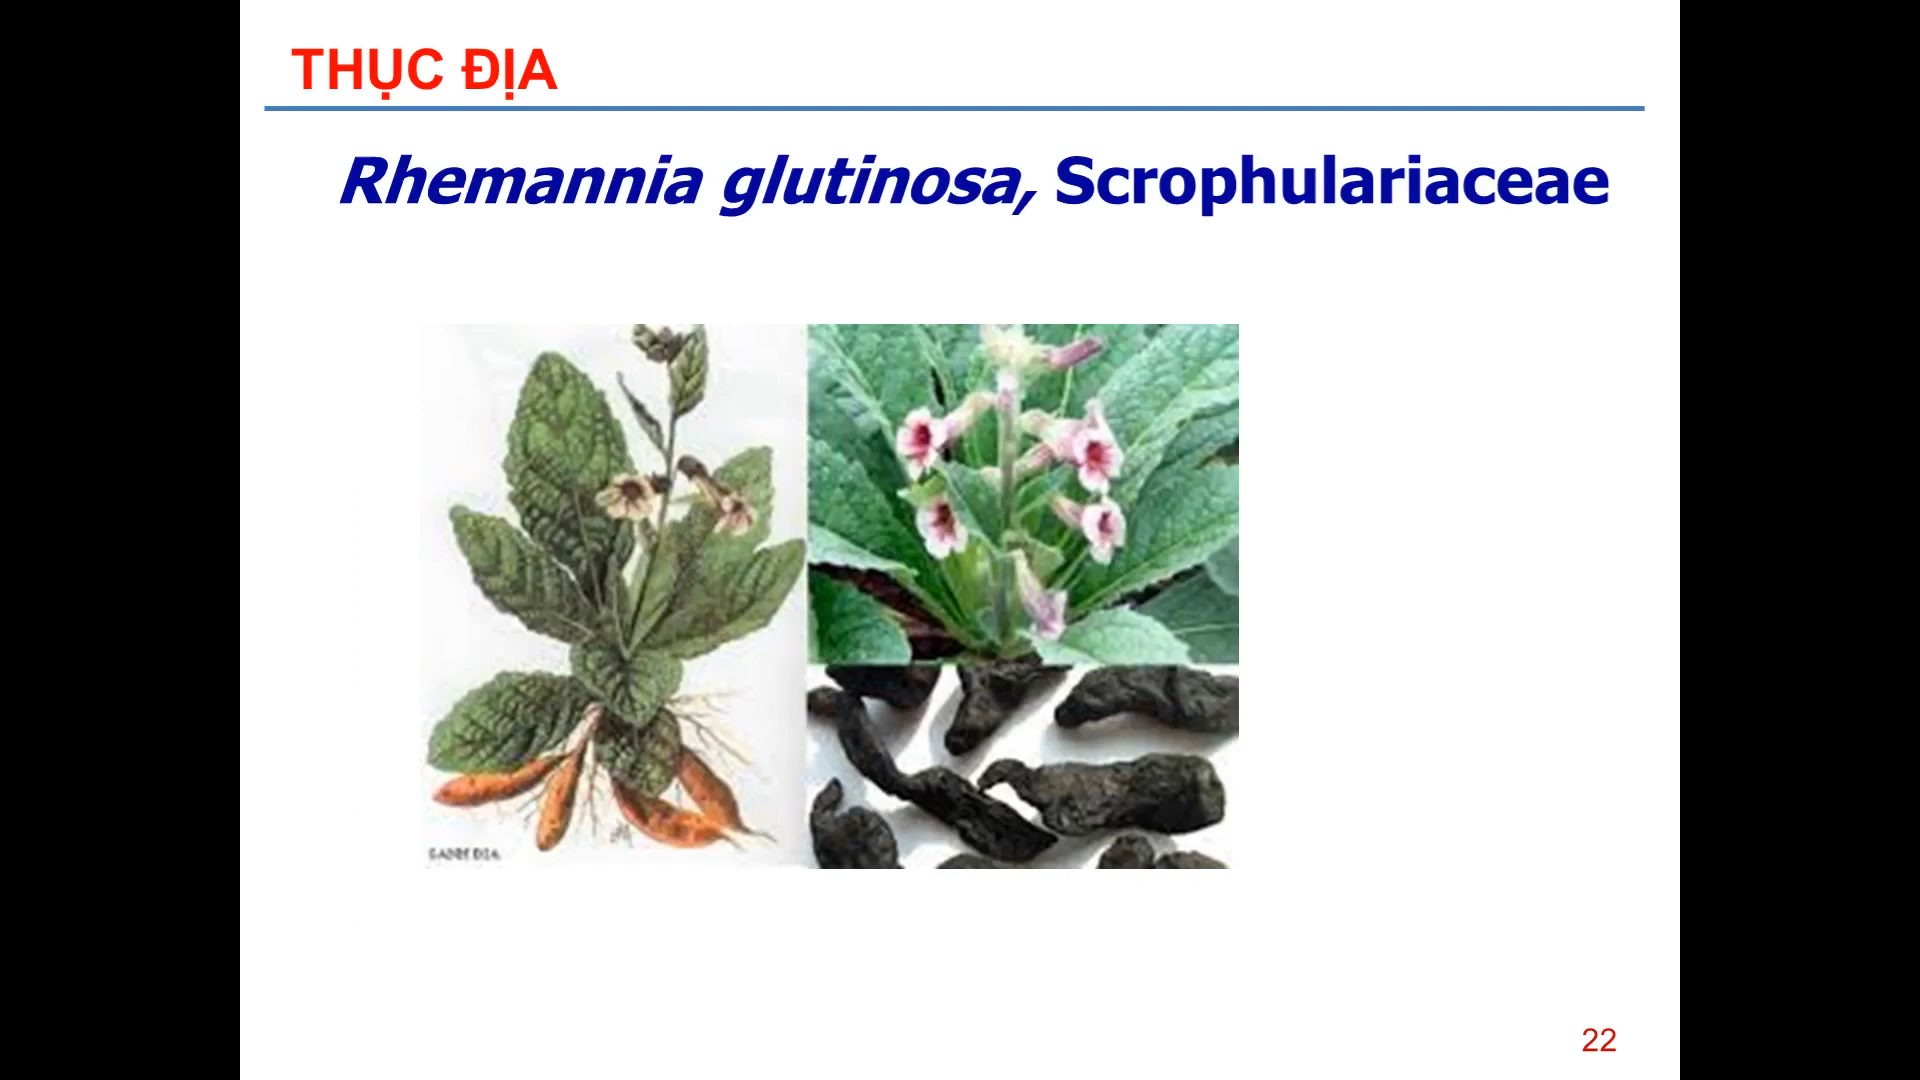 THỤC ĐỊA
Rhemannia glutinosa, Scrophulariaceae
22